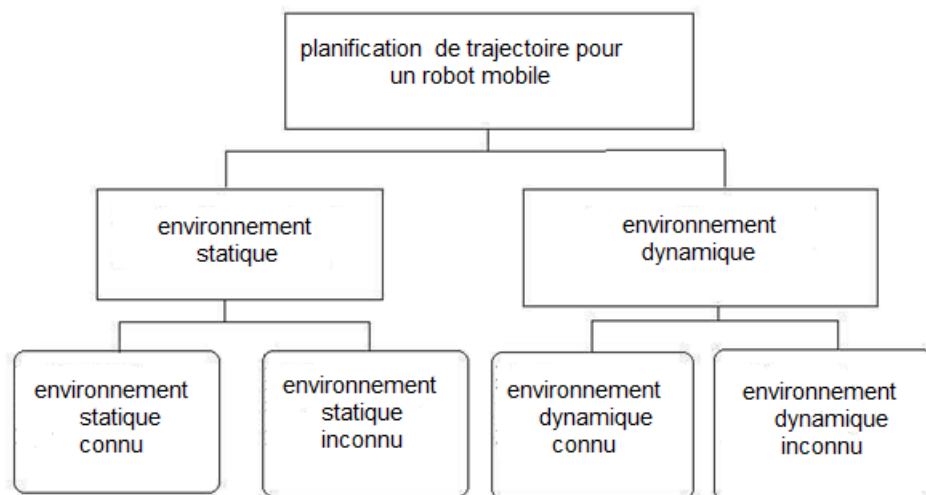 planification de trajectoire pour
un robot mobile
environnement
statique
environnement
dynamique
environnement
statique
connu
environnement
statique
inconnu
environnement
dynamique
connu
environnement
dynamique
inconnu